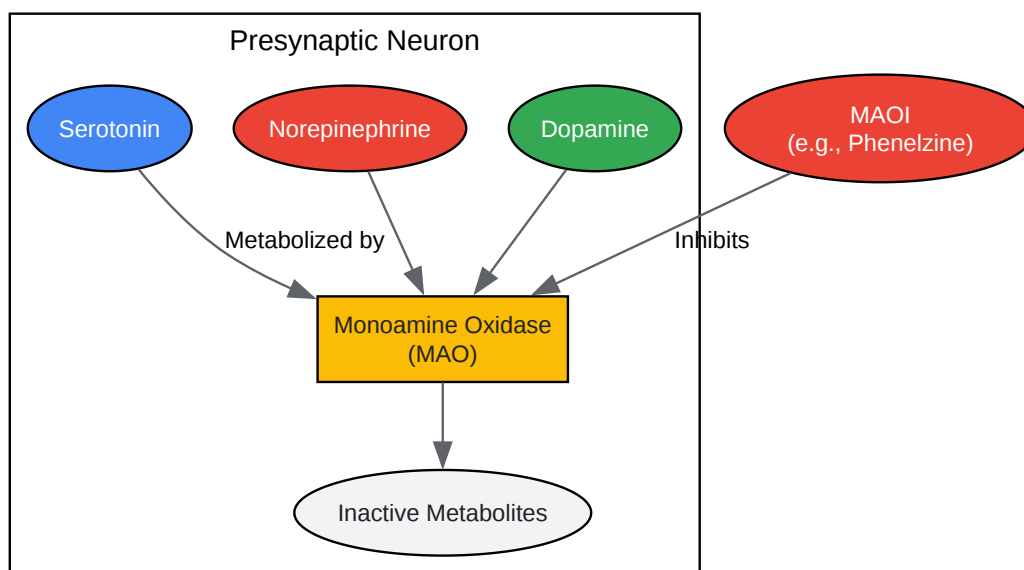 Presynaptic Neuron
Serotonin
Norepinephrine
Dopamine
MAOI
(e.g., Phenelzine)
Metabolized by
Inhibits
Monoamine Oxidase
(MAO)
Inactive Metabolites